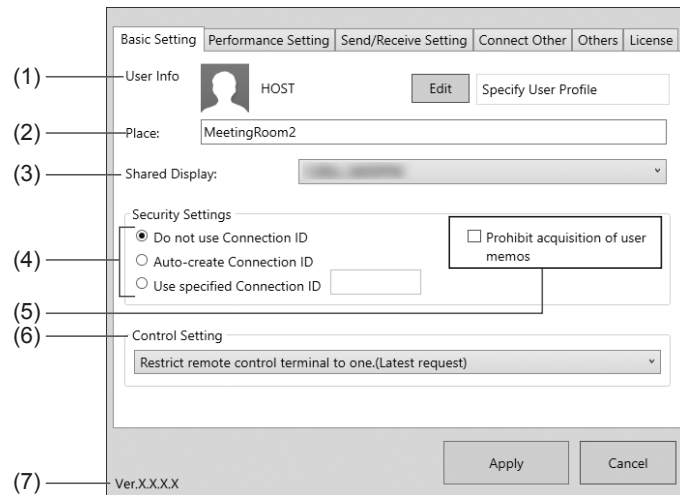 Basic Setting Performance Setting Send/Receive Setting Connect Other Others License
(1) User Info HOST Edit Specify User Profile
(2) Place: MeetingRoom2
(3) Shared Display:
Security Settings
Do not use Connection ID Prohibit acquisition of user
memos
(4) Auto-create Connection ID
Use specified Connection ID
(5)
(6) Control Setting
Restrict remote control terminal to one.(Latest request)
Apply Cancel
(7) Ver.X.X.X.X